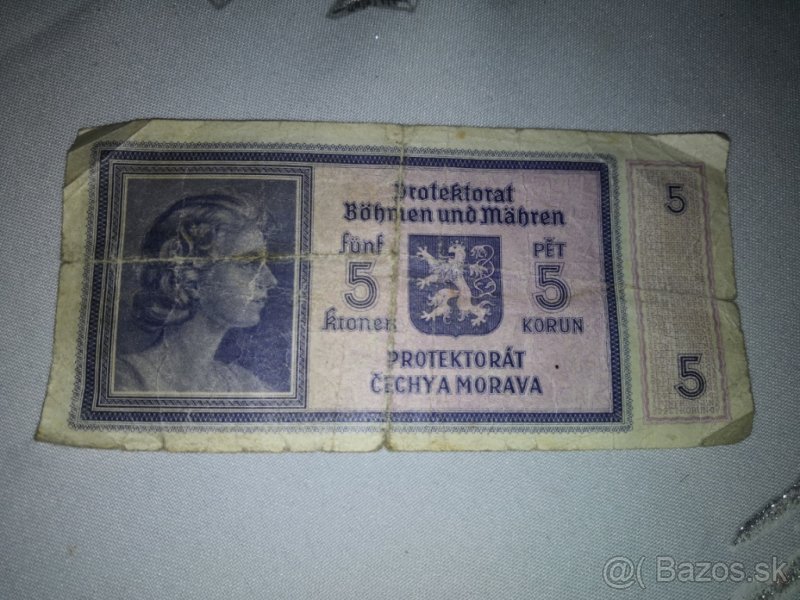 Protektorat
Böhmen und Mähren
fünf
PĚT
5
5
Kronen
KORUN
PROTEKTORÁT
ČECHY A MORAVA
5
5
@( Bazos.sk